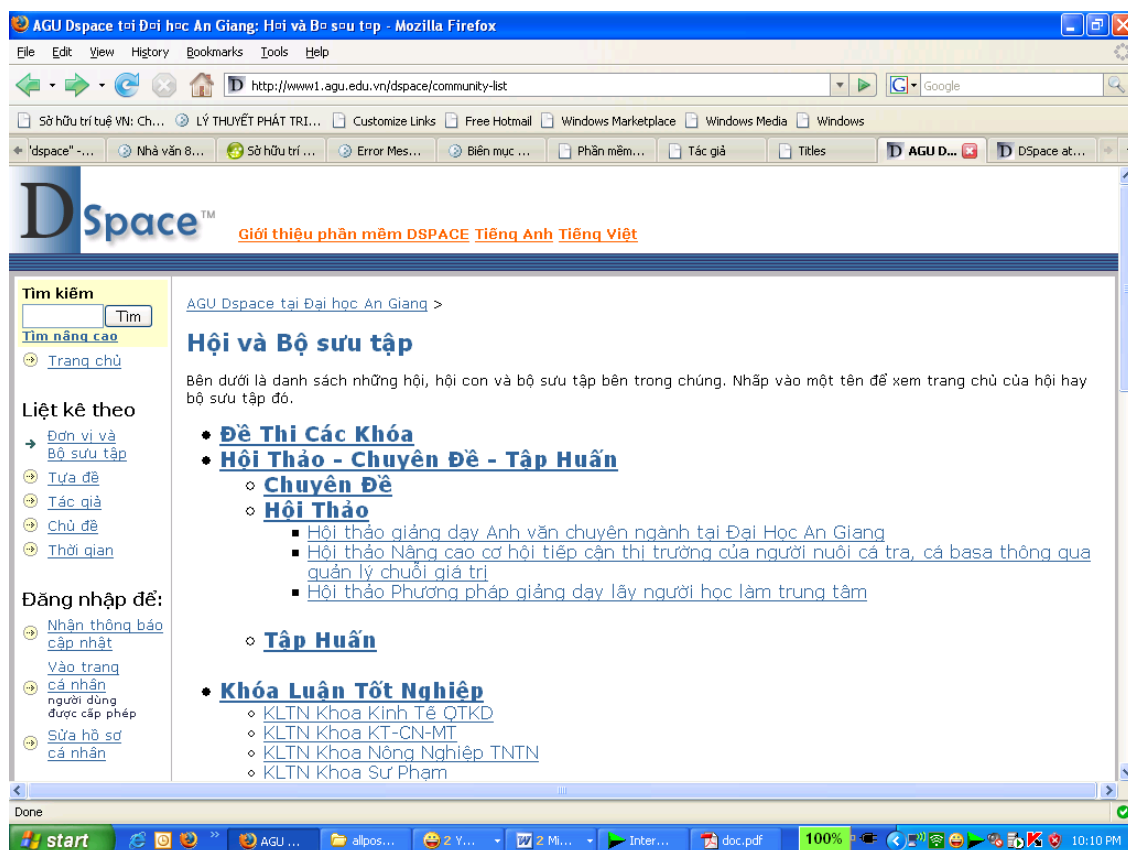 AGU Dspace t¤i Đ¤i h¤c An Giang: H¤i và B¤ s¤u t¤p - Mozilla Firefox
File Edit View History Bookmarks Tools Help
http://www1.agu.edu.vn/dspace/community-list
G Google
Sở hữu trí tuệ VN: Ch... LÝ THUYẾT PHÁT TRI... Customize Links Free Hotmail Windows Marketplace Windows Media Windows
'dspace" -... Nhà văn 8... Sở hữu trí ... Error Mes... Biên mục ... Phần mềm... Tác giả Titles AGU D... DSpace at...
DSpace™
Giới thiệu phần mềm DSPACE Tiếng Anh Tiếng Việt
Tìm kiếm
Tìm
Tìm nâng cao
Trang chủ
Liệt kê theo
Đơn vị và
Bộ sưu tập
Tựa đề
Tác giả
Chủ đề
Thời gian
Đăng nhập để:
Nhận thông báo
cập nhật
Vào trang
cá nhân
người dùng
được cấp phép
Sửa hồ sơ
cá nhân
AGU Dspace tại Đại học An Giang >
Hội và Bộ sưu tập
Bên dưới là danh sách những hội, hội con và bộ sưu tập bên trong chúng. Nhấp vào một tên để xem trang chủ của hội hay
bộ sưu tập đó.
Đề Thi Các Khóa
Hội Thảo - Chuyên Đề - Tập Huấn
Chuyên Đề
Hội Thảo
Hội thảo giảng dạy Anh văn chuyên ngành tại Đại Học An Giang
Hội thảo Nâng cao cơ hội tiếp cận thị trường của người nuôi cá tra, cá basa thông qua
quản lý chuỗi giá trị
Hội thảo Phương pháp giảng dạy lấy người học làm trung tâm
Tập Huấn
Khóa Luận Tốt Nghiệp
KLTN Khoa Kinh Tế QTKD
KLTN Khoa KT-CN-MT
KLTN Khoa Nông Nghiệp TNTN
KLTN Khoa Sư Phạm
Done
start AGU ... allpos... 2 Y... 2 Mi... Inter... doc.pdf 100% 10:10 PM